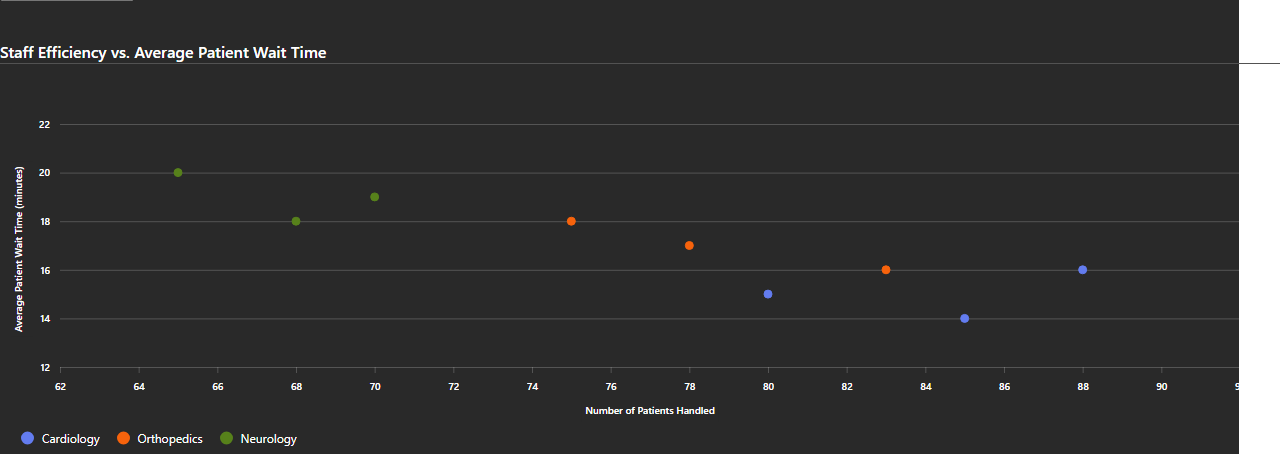 Staff Efficiency vs. Average Patient Wait Time
22
20
18
16
14
12
Average Patient Wait Time (minutes)
62 64 66 68 70 72 74 76 78 80 82 84 86 88 90
Number of Patients Handled
Cardiology Orthopedics Neurology